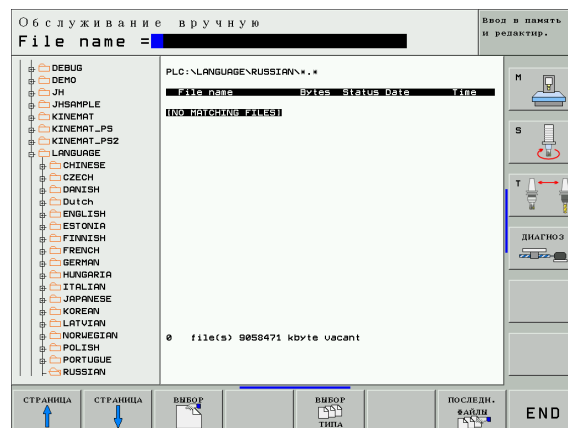 Обслуживание вручную
File name =
Ввод в память
и редактир.
DEBUG
DEMO
JH
JHSAMPLE
KINEMAT
KINEMAT_PS
KINEMAT_PS2
LANGUAGE
CHINESE
CZECH
DANISH
Dutch
ENGLISH
ESTONIA
FINNISH
FRENCH
GERMAN
HUNGARIA
ITALIAN
JAPANESE
KOREAN
LATVIAN
NORWEGIAN
POLISH
PORTUGUE
RUSSIAN
PLC:\LANGUAGE\RUSSIAN\*.*
File name Bytes Status Date Time
[NO MATCHING FILES]
0 file(s) 9058471 kbyte vacant
M
S
T
ДИАГНОЗ
СТРАНИЦА
СТРАНИЦА
ВЫБОР
ВЫБОР
ТИПА
ПОСЛЕДН.
ФАЙЛЫ
END